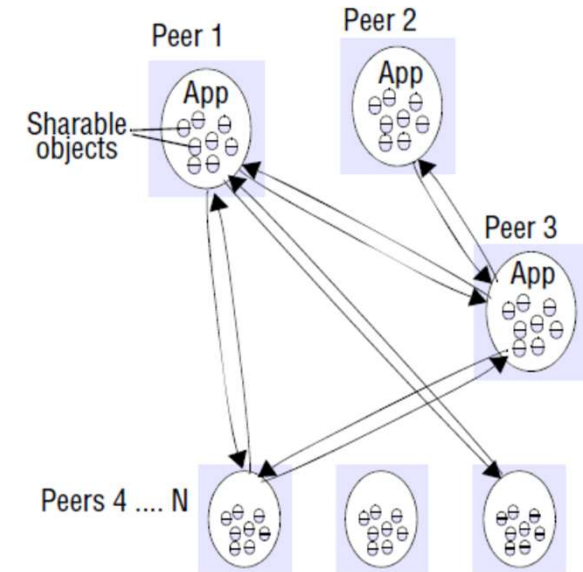 Peer 1
Peer 2
App
App
Sharable
objects
Peer 3
App
Peers 4 .... N